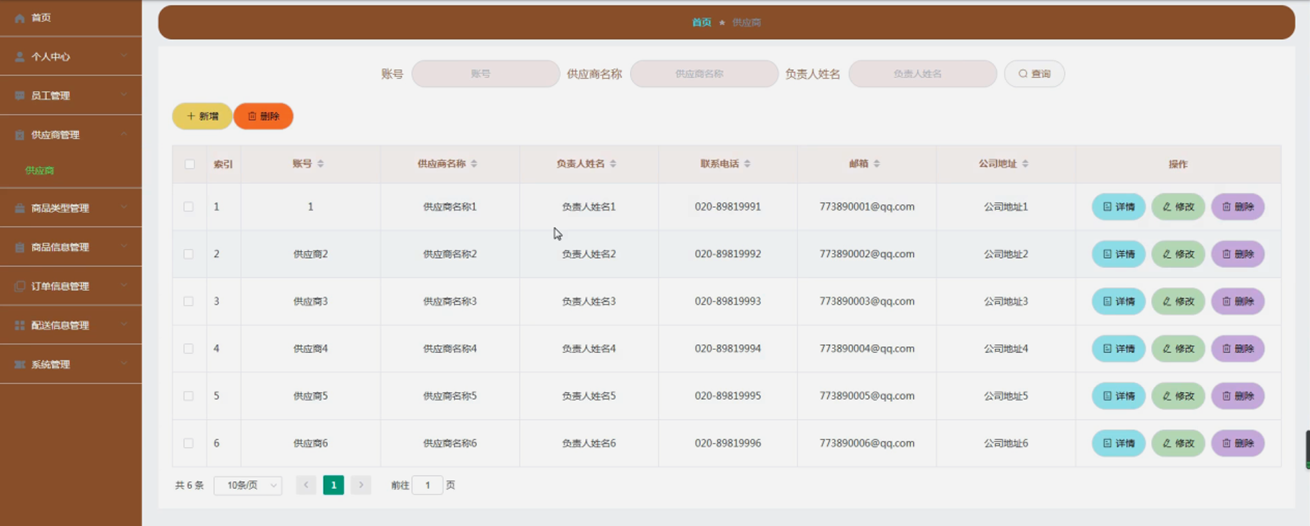 首页
个人中心
员工管理
供应商管理
供应商
商品类型管理
商品信息管理
订单信息管理
配送信息管理
系统管理
首页 ★ 供应商
账号 账号 供应商名称 供应商名称 负责人姓名 负责人姓名 查询
+ 新增 删除
索引 账号 供应商名称 负责人姓名 联系电话 邮箱 公司地址 操作
1 1 供应商名称1 负责人姓名1 020-89819991 773890001@qq.com 公司地址1 详情 修改 删除
2 供应商2 供应商名称2 负责人姓名2 020-89819992 773890002@qq.com 公司地址2 详情 修改 删除
3 供应商3 供应商名称3 负责人姓名3 020-89819993 773890003@qq.com 公司地址3 详情 修改 删除
4 供应商4 供应商名称4 负责人姓名4 020-89819994 773890004@qq.com 公司地址4 详情 修改 删除
5 供应商5 供应商名称5 负责人姓名5 020-89819995 773890005@qq.com 公司地址5 详情 修改 删除
6 供应商6 供应商名称6 负责人姓名6 020-89819996 773890006@qq.com 公司地址6 详情 修改 删除
共 6 条 10条/页 < 1 > 前往 1 页